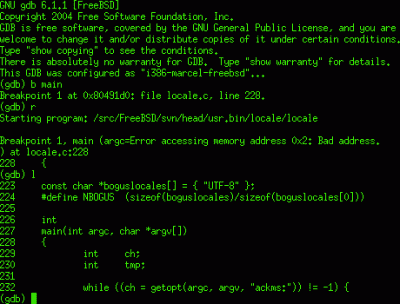 GNU gdb 6.1.1 [FreeBSD]
Copyright 2004 Free Software Foundation, Inc.
GDB is free software, covered by the GNU General Public License, and you are
welcome to change it and/or distribute copies of it under certain conditions.
Type "show copying" to see the conditions.
There is absolutely no warranty for GDB.  Type "show warranty" for details.
This GDB was configured as "i386-marcel-freebsd"...
(gdb) b main
Breakpoint 1 at 0x80491d0: file locale.c, line 228.
(gdb) r
Starting program: /src/FreeBSD/svn/head/usr.bin/locale/locale
Breakpoint 1, main (argc=Error accessing memory address 0x2: Bad address.
) at locale.c:228
228     {
(gdb) l
223     const char *boguslocales[] = { "UTF-8" };
224     #define NBOGUS  (sizeof(boguslocales)/sizeof(boguslocales[0]))
225
226     int
227     main(int argc, char *argv[])
228     {
229             int     ch;
230             int     tmp;
231
232             while ((ch = getopt(argc, argv, "ackms:")) != -1) {
(gdb)